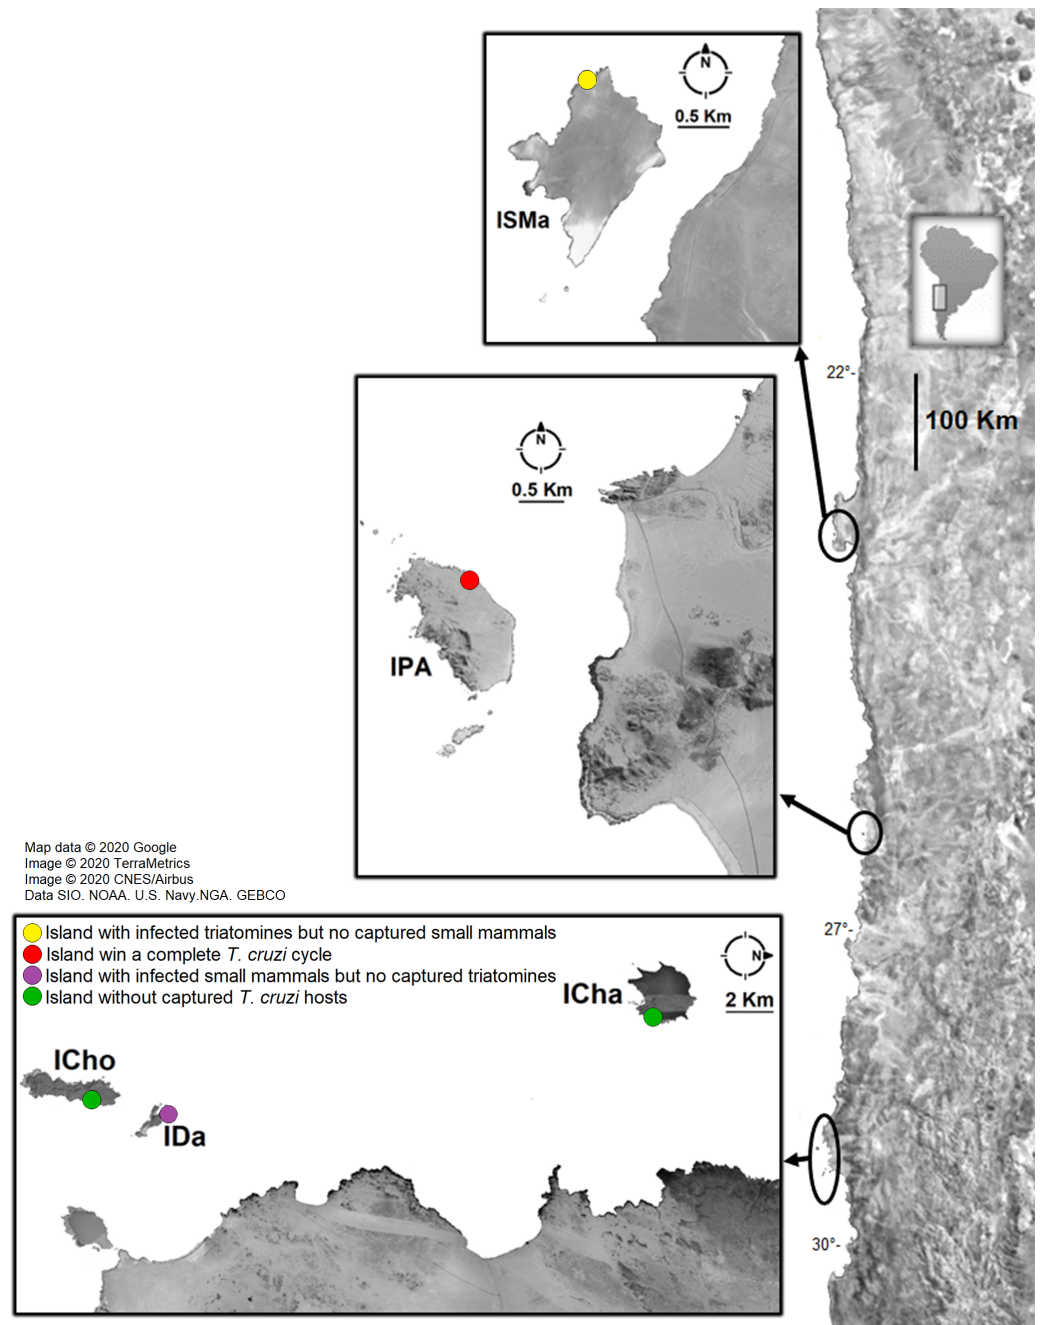 N
0.5 Km
ISMa
22°-
100 Km
N
0.5 Km
IPA
Map data © 2020 Google
Image © 2020 TerraMetrics
Image © 2020 CNES/Airbus
Data SIO. NOAA. U.S. Navy.NGA. GEBCO
27°-
Island with infected triatomines but no captured small mammals
Island win a complete T. cruzi cycle
Island with infected small mammals but no captured triatomines
Island without captured T. cruzi hosts
N
2 Km
ICha
ICho
IDa
30°-